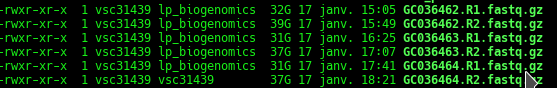 -rwxr-xr-x 1 vsc31439 lp_biogenomics 32G 17 janv. 15:05 GC036462.R1.fastq.gz
-rwxr-xr-x 1 vsc31439 lp_biogenomics 39G 17 janv. 15:49 GC036462.R2.fastq.gz
-rwxr-xr-x 1 vsc31439 lp_biogenomics 31G 17 janv. 16:25 GC036463.R1.fastq.gz
-rwxr-xr-x 1 vsc31439 lp_biogenomics 37G 17 janv. 17:07 GC036463.R2.fastq.gz
-rwxr-xr-x 1 vsc31439 lp_biogenomics 31G 17 janv. 17:41 GC036464.R1.fastq.gz
-rwxr-xr-x 1 vsc31439 vsc31439 37G 17 janv. 18:21 GC036464.R2.fastq.gz